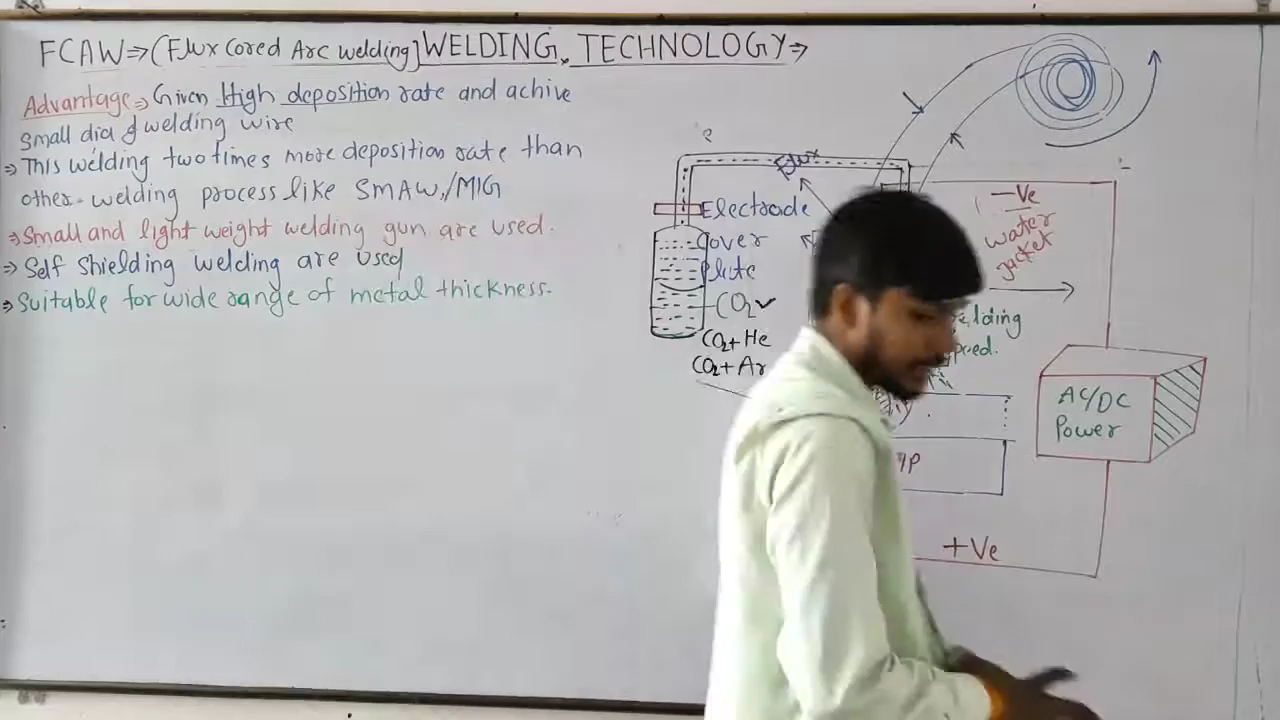 FCAW⇒(Flux Cored Arc welding] WELDING, TECHNOLOGY⇒
Advantage⇒ Given High deposition rate and achive
Small dia of welding wire
⇒ This welding two times more deposition rate than
other welding process like SMAW,/MIG
⇒ Small and light weight welding gun are used.
⇒ Self Shielding welding are used
⇒ Suitable for wide range of metal thickness.
?
Flux
Electrode
Cover
Plate
CO2✓
CO2+He
CO2+Ar
-Ve
water
jacket
elding
peed.
AC/DC
Power
/P
+Ve